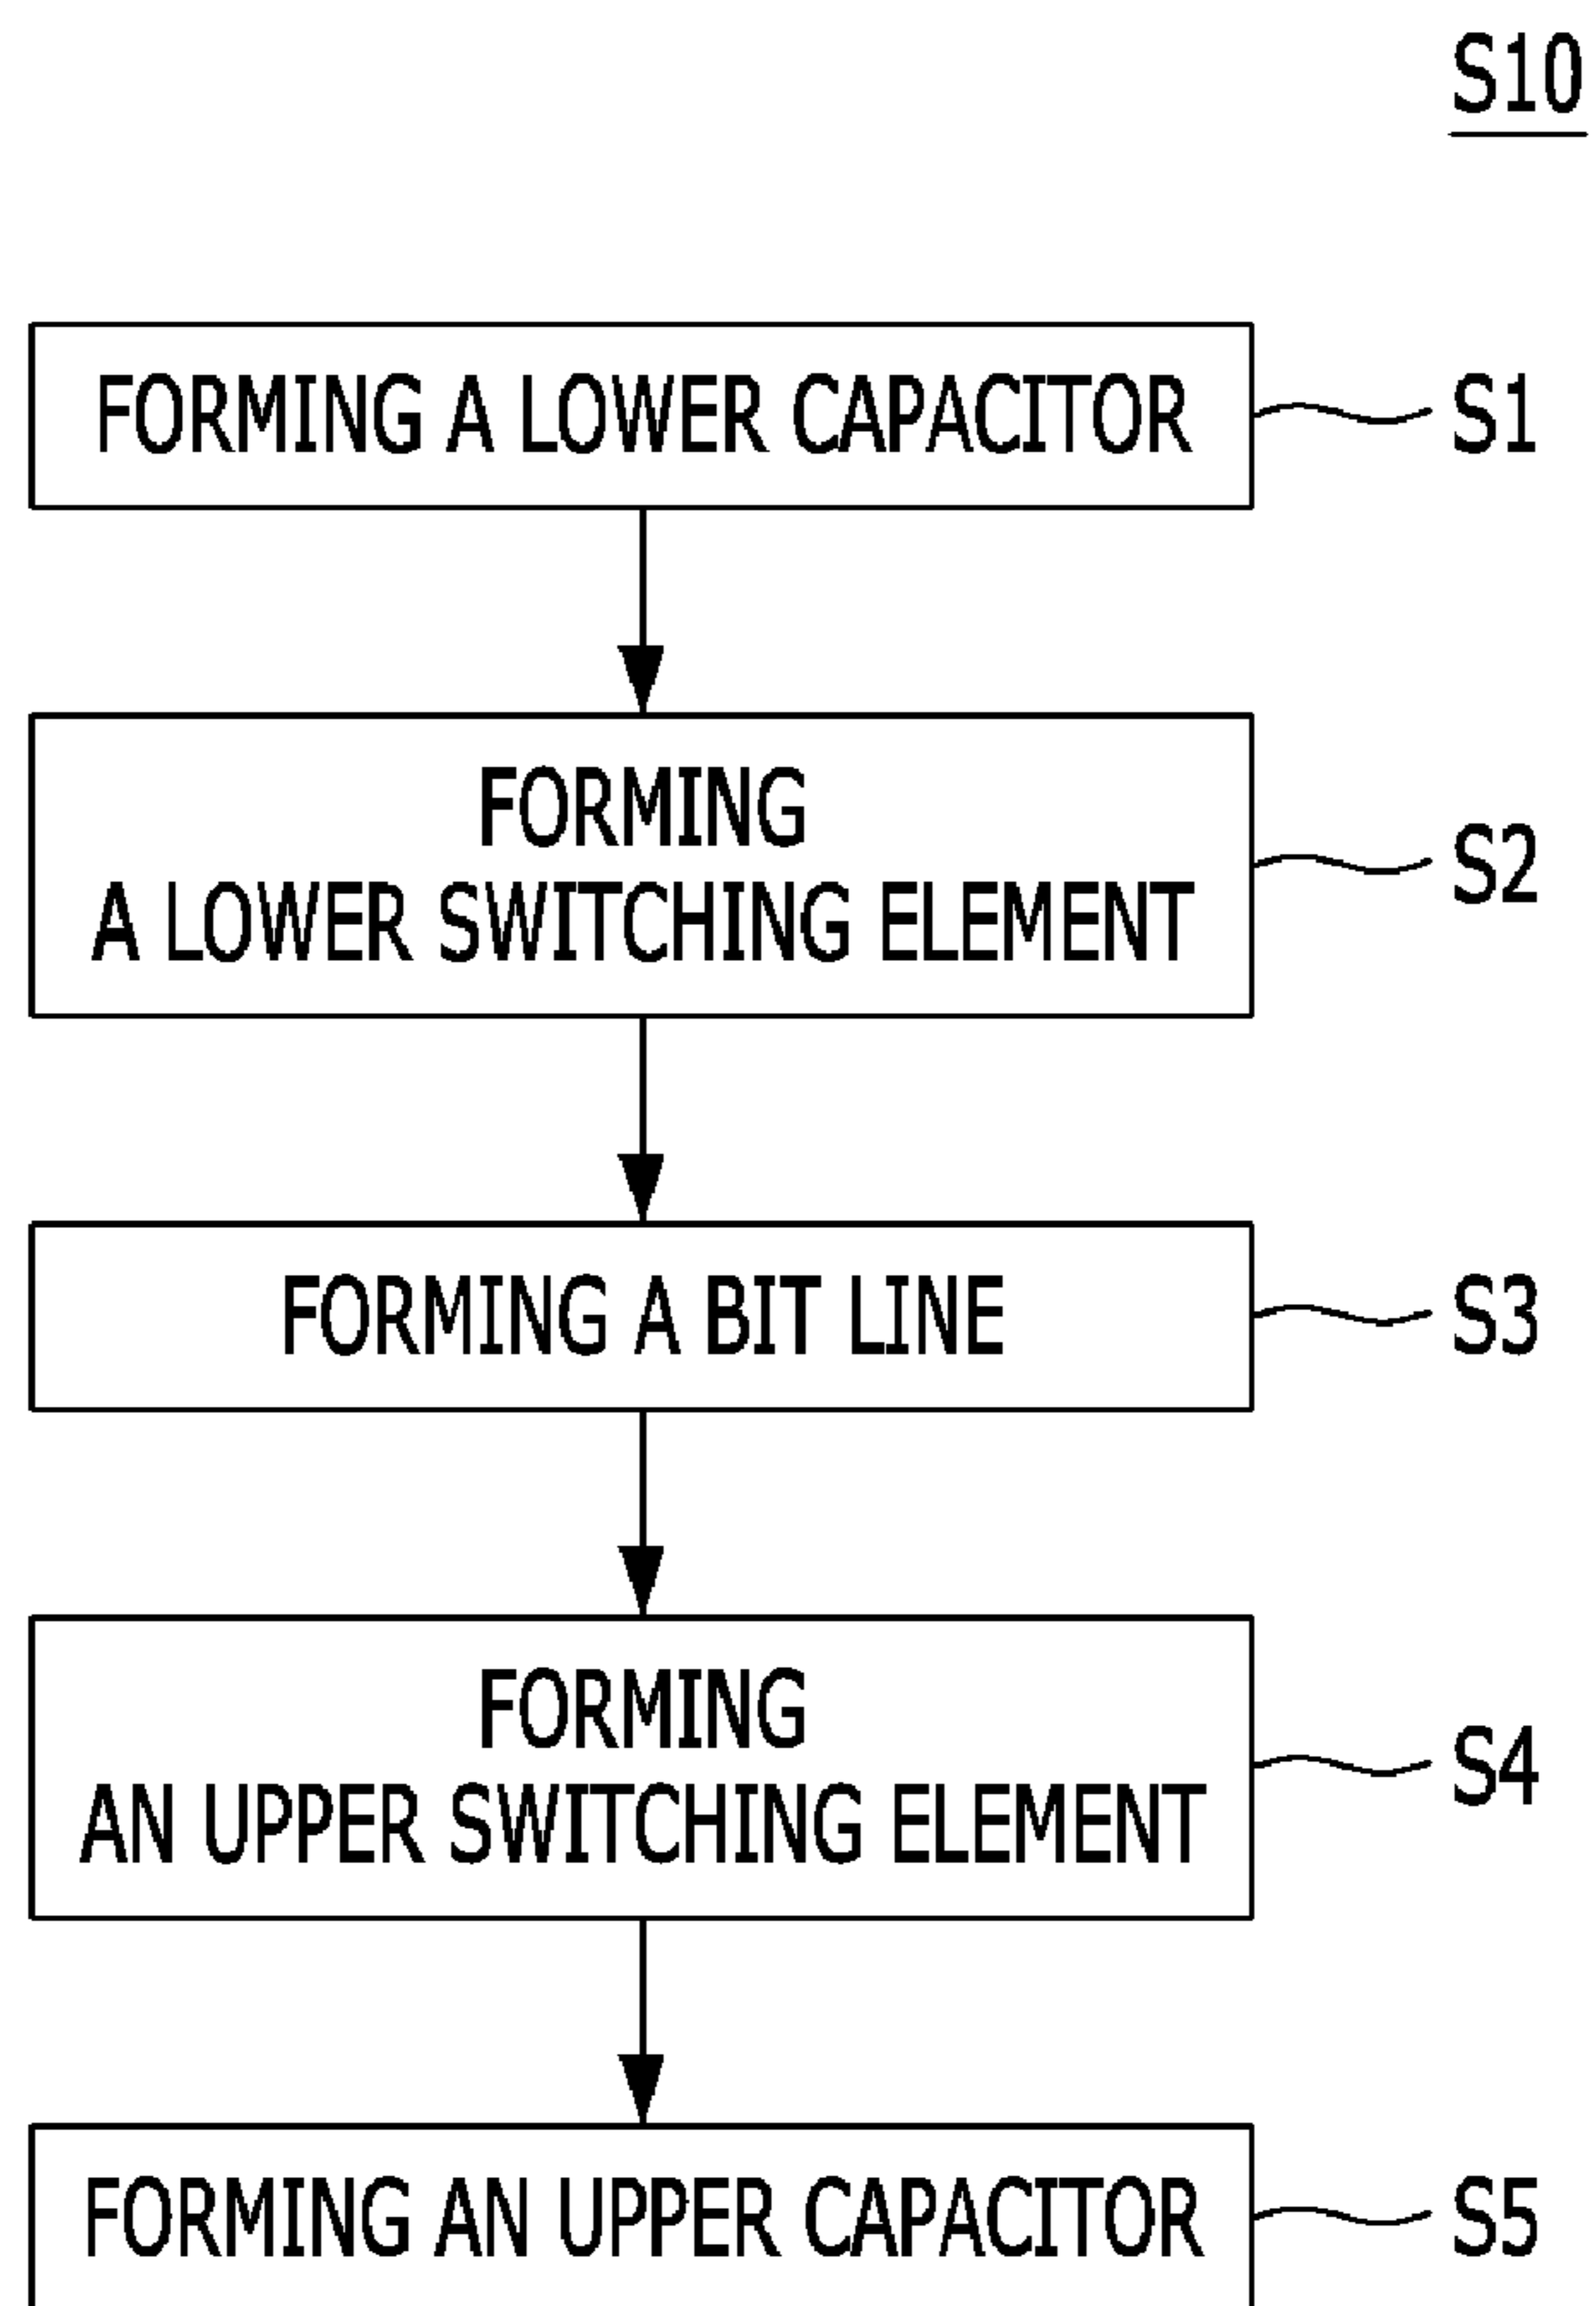 S10
FORMING A LOWER CAPACITOR
S1
FORMING
A LOWER SWITCHING ELEMENT
S2
FORMING A BIT LINE
S3
FORMING
AN UPPER SWITCHING ELEMENT
S4
FORMING AN UPPER CAPACITOR
S5